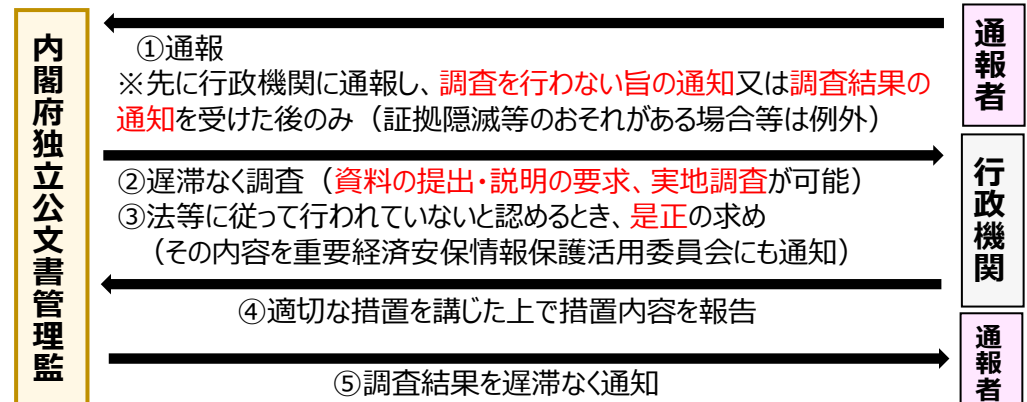 内閣府独立公文書管理監
通報者
①通報
※先に行政機関に通報し、調査を行わない旨の通知又は調査結果の
通知を受けた後のみ（証拠隠滅等のおそれがある場合等は例外）
行政機関
②遅滞なく調査（資料の提出・説明の要求、実地調査が可能）
③法等に従って行われていないと認めるとき、是正の求め
（その内容を重要経済安保情報保護活用委員会にも通知）
④適切な措置を講じた上で措置内容を報告
通報者
⑤調査結果を遅滞なく通知